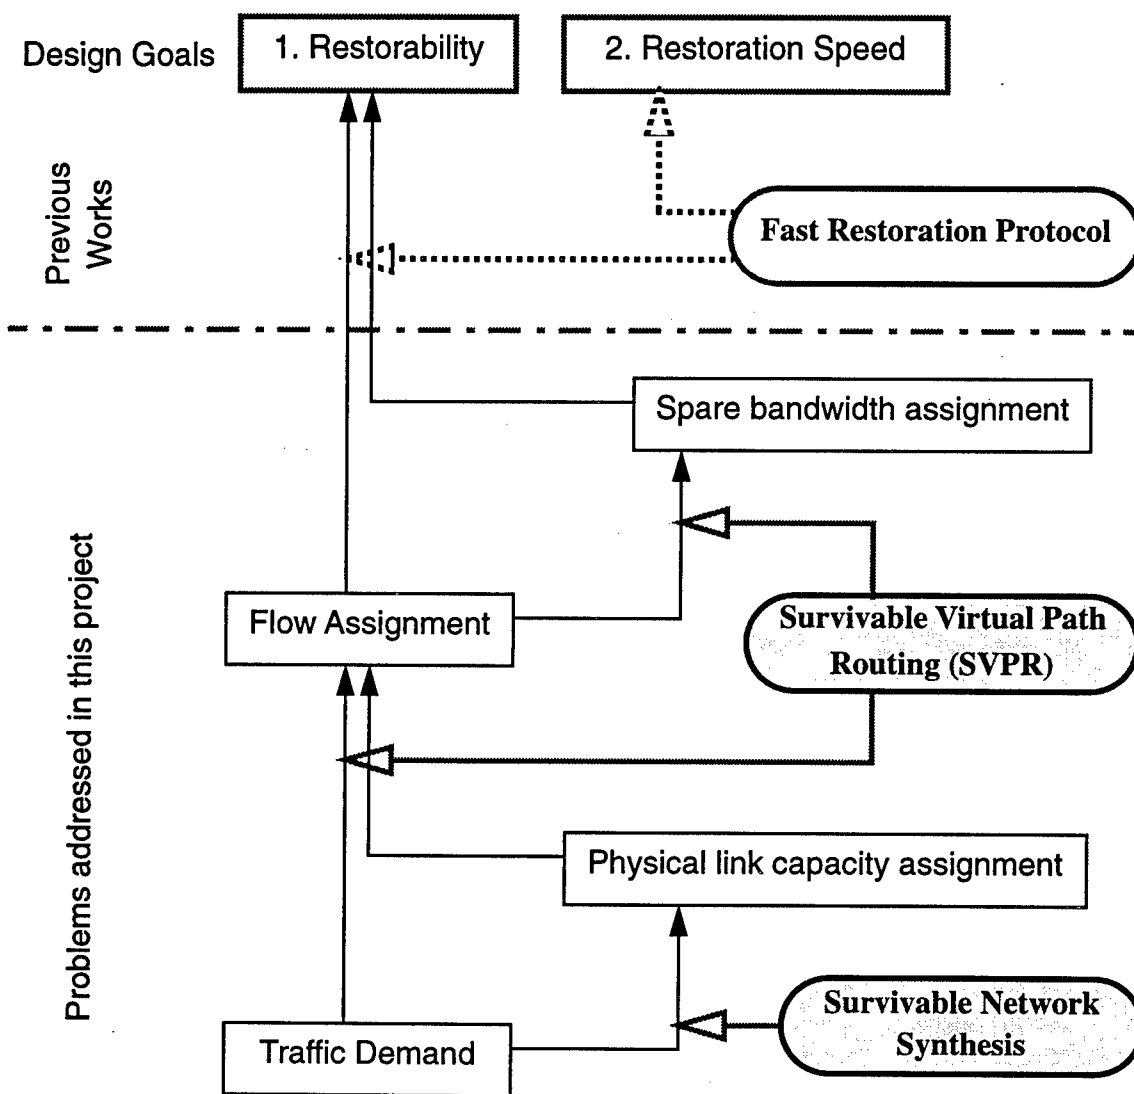 Design Goals
1. Restorability
2. Restoration Speed
Previous
Works
Fast Restoration Protocol
Spare bandwidth assignment
Problems addressed in this project
Flow Assignment
Survivable Virtual Path
Routing (SVPR)
Physical link capacity assignment
Traffic Demand
Survivable Network
Synthesis